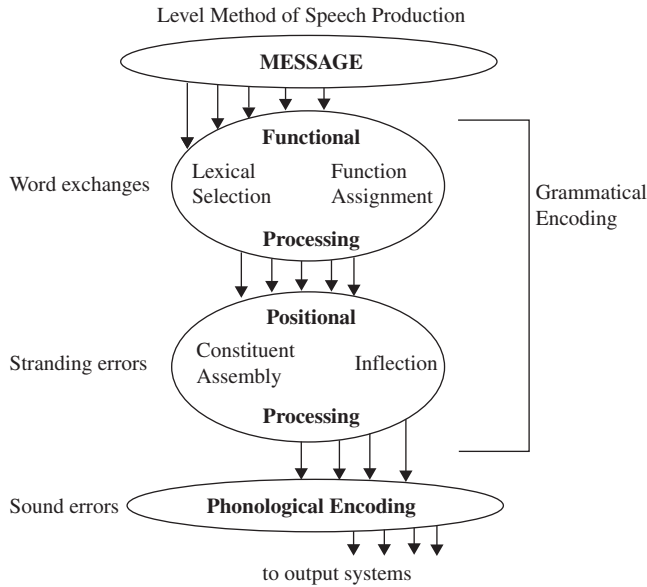 Level Method of Speech Production
MESSAGE
Functional
Word exchanges
Lexical
Selection
Function
Assignment
Processing
Grammatical
Encoding
Positional
Stranding errors
Constituent
Assembly
Inflection
Processing
Sound errors
Phonological Encoding
to output systems